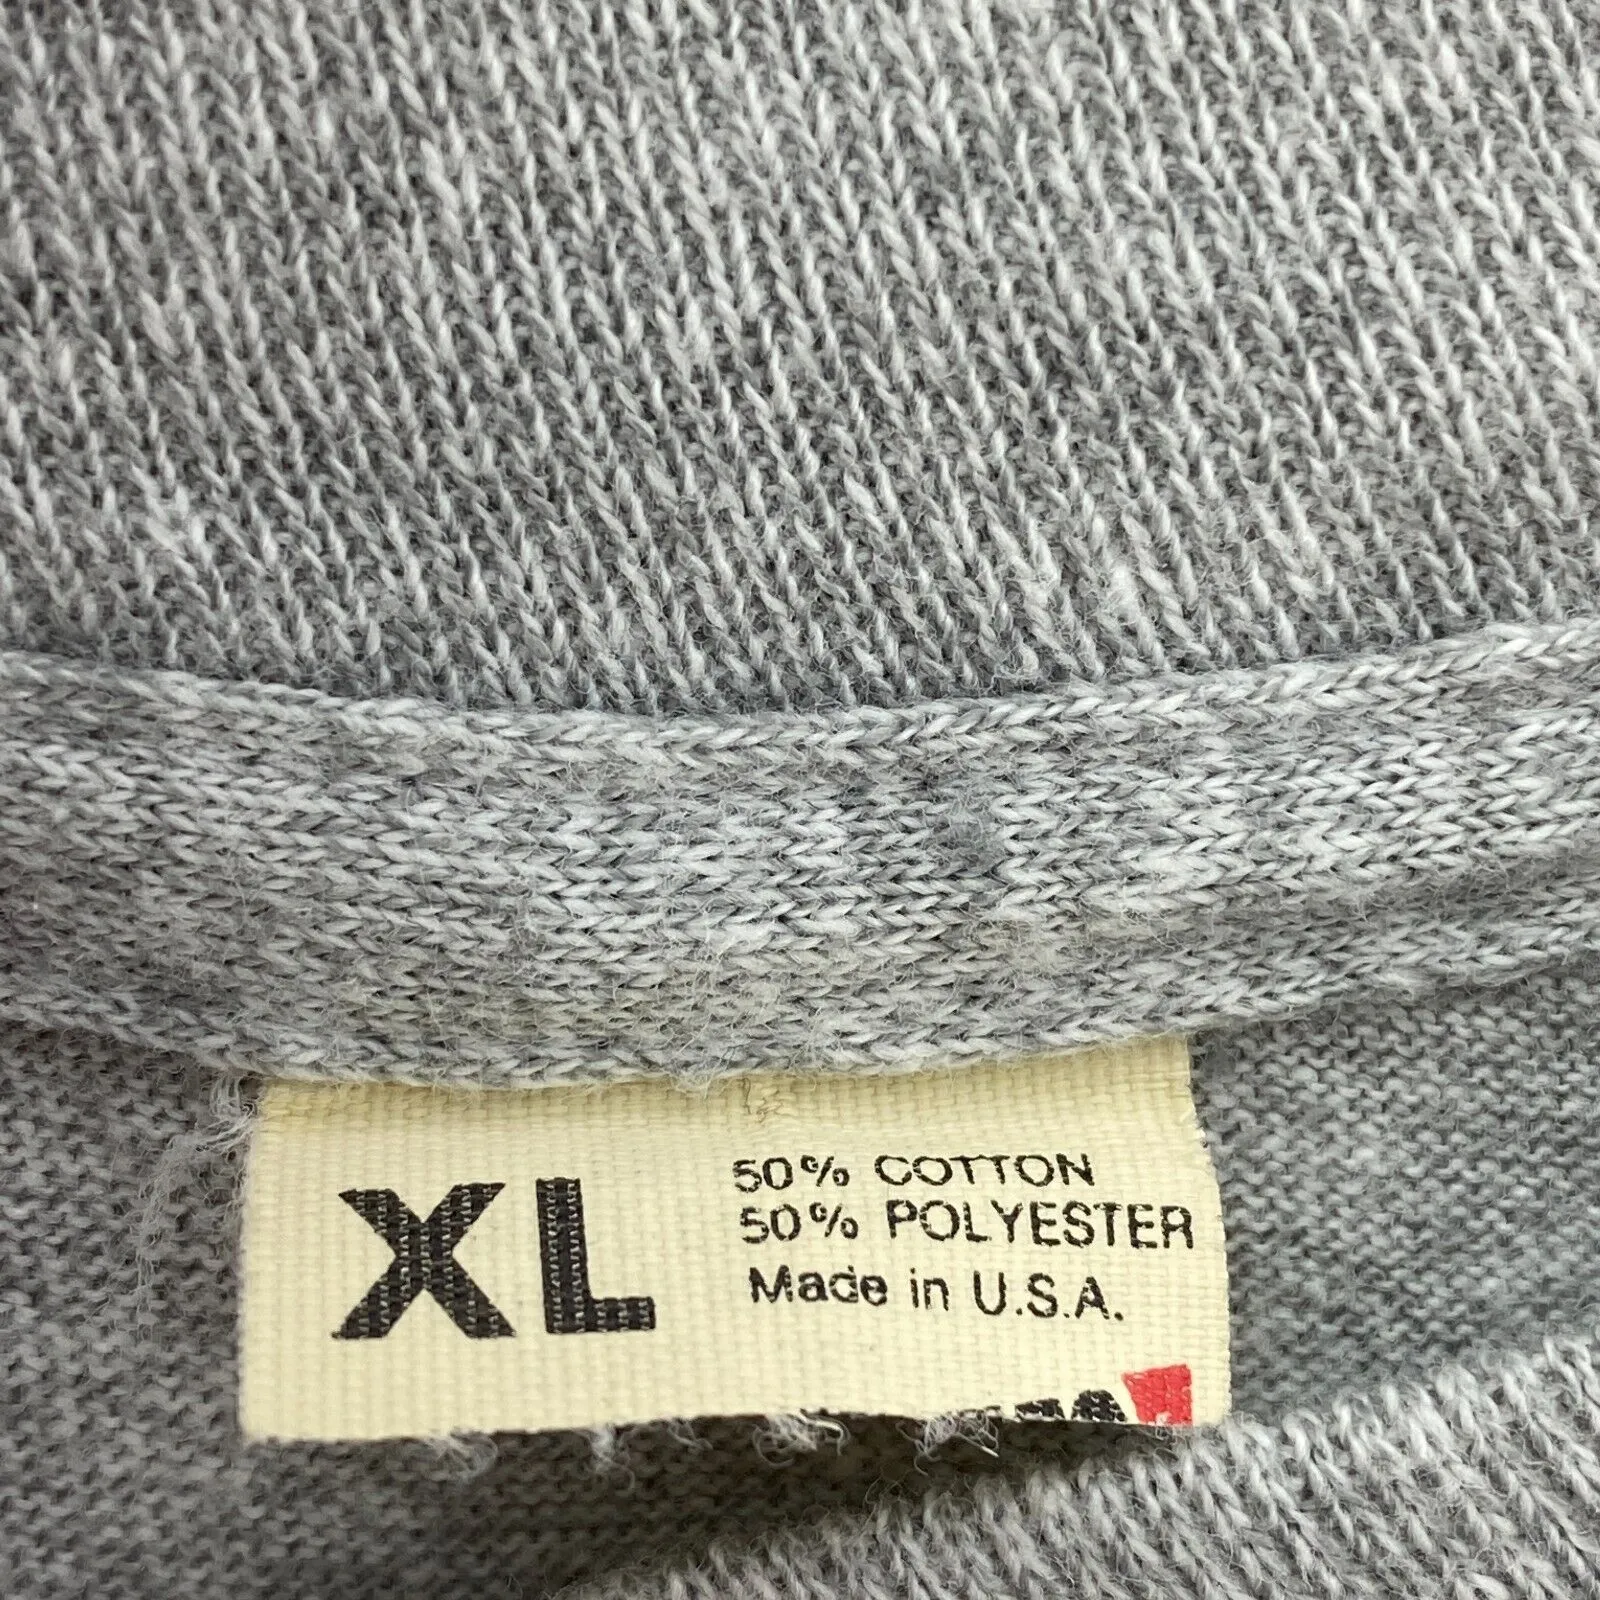 XL
50% COTTON
50% POLYESTER
Made in U.S.A.